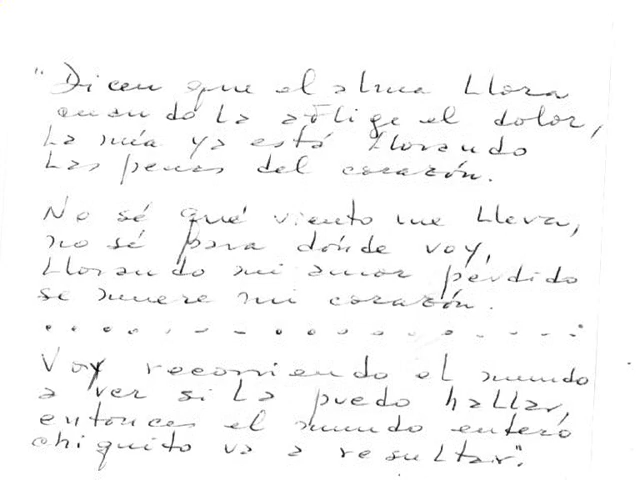 "Dicen que el alma llora
cuando la aflige el dolor,
la mía ya está llorando
las penas del corazón.
No sé qué viento me lleva,
no sé para dónde voy,
llorando mi amor perdido
se muere mi corazón.
. . . . . . . . . . . . . . . .
Voy recorriendo el mundo
a ver si la puedo hallar,
entonces el mundo entero
chiquito va a resultar".